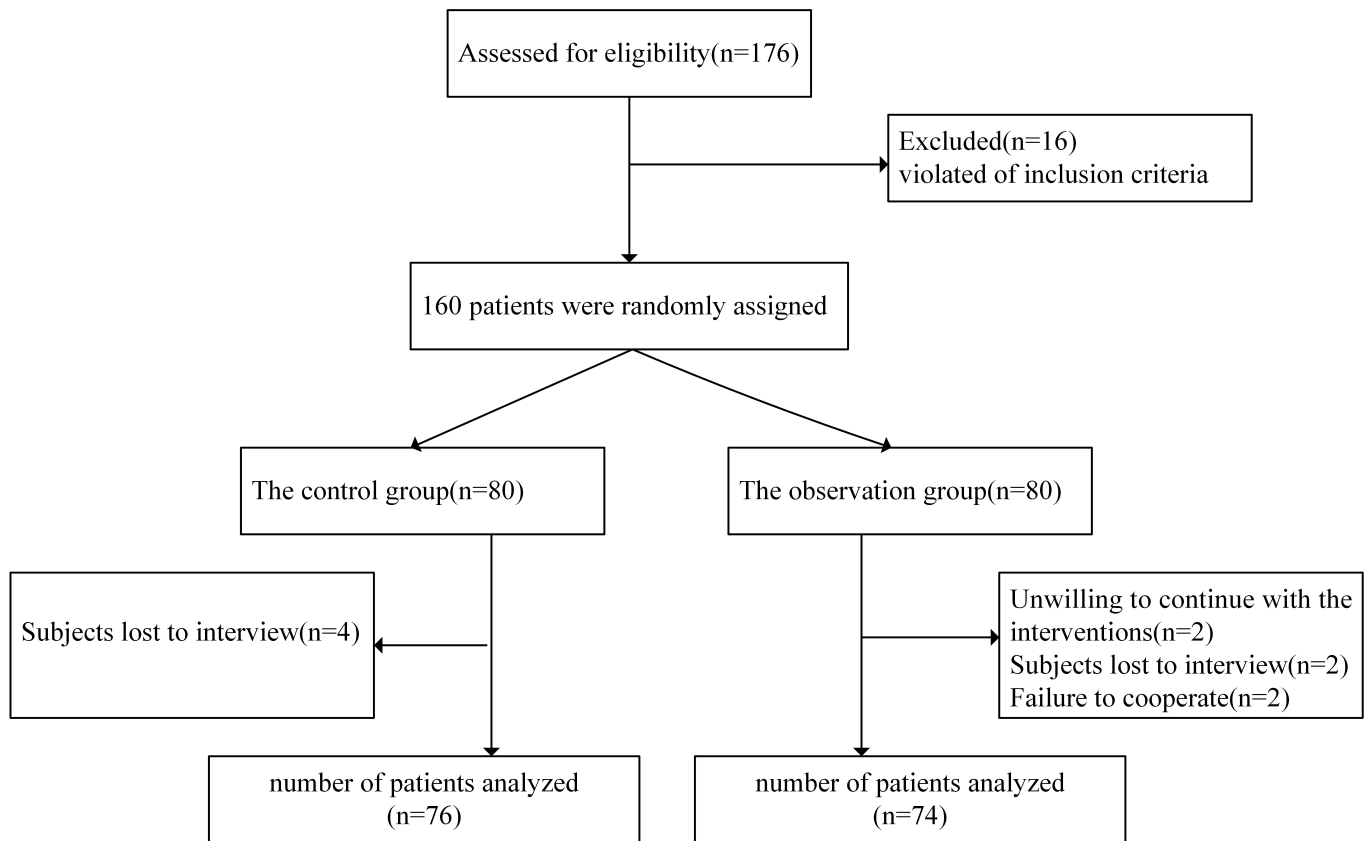 Assessed for eligibility(n=176)
Excluded(n=16)
violated of inclusion criteria
160 patients were randomly assigned
The control group(n=80)
The observation group(n=80)
Subjects lost to interview(n=4)
Unwilling to continue with the
interventions(n=2)
Subjects lost to interview(n=2)
Failure to cooperate(n=2)
number of patients analyzed
(n=76)
number of patients analyzed
(n=74)